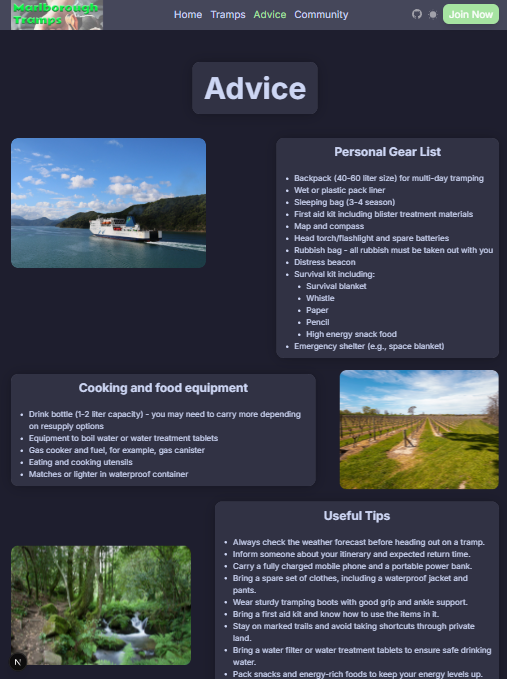 Marlborough
Tramps
Home Tramps Advice Community
Join Now
Advice
Personal Gear List
• Backpack (40-60 liter size) for multi-day tramping
• Wet or plastic pack liner
• Sleeping bag (3-4 season)
• First aid kit including blister treatment materials
• Map and compass
• Head torch/flashlight and spare batteries
• Rubbish bag - all rubbish must be taken out with you
• Distress beacon
• Survival kit including:
• Survival blanket
• Whistle
• Paper
• Pencil
• High energy snack food
• Emergency shelter (e.g., space blanket)
Cooking and food equipment
• Drink bottle (1-2 liter capacity) - you may need to carry more depending
on resupply options
• Equipment to boil water or water treatment tablets
• Gas cooker and fuel, for example, gas canister
• Eating and cooking utensils
• Matches or lighter in waterproof container
Useful Tips
• Always check the weather forecast before heading out on a tramp.
• Inform someone about your itinerary and expected return time.
• Carry a fully charged mobile phone and a portable power bank.
• Bring a spare set of clothes, including a waterproof jacket and
pants.
• Wear sturdy tramping boots with good grip and ankle support.
• Bring a first aid kit and know how to use the items in it.
• Stay on marked trails and avoid taking shortcuts through private
land.
• Bring a water filter or water treatment tablets to ensure safe drinking
water.
• Pack snacks and energy-rich foods to keep your energy levels up.
N